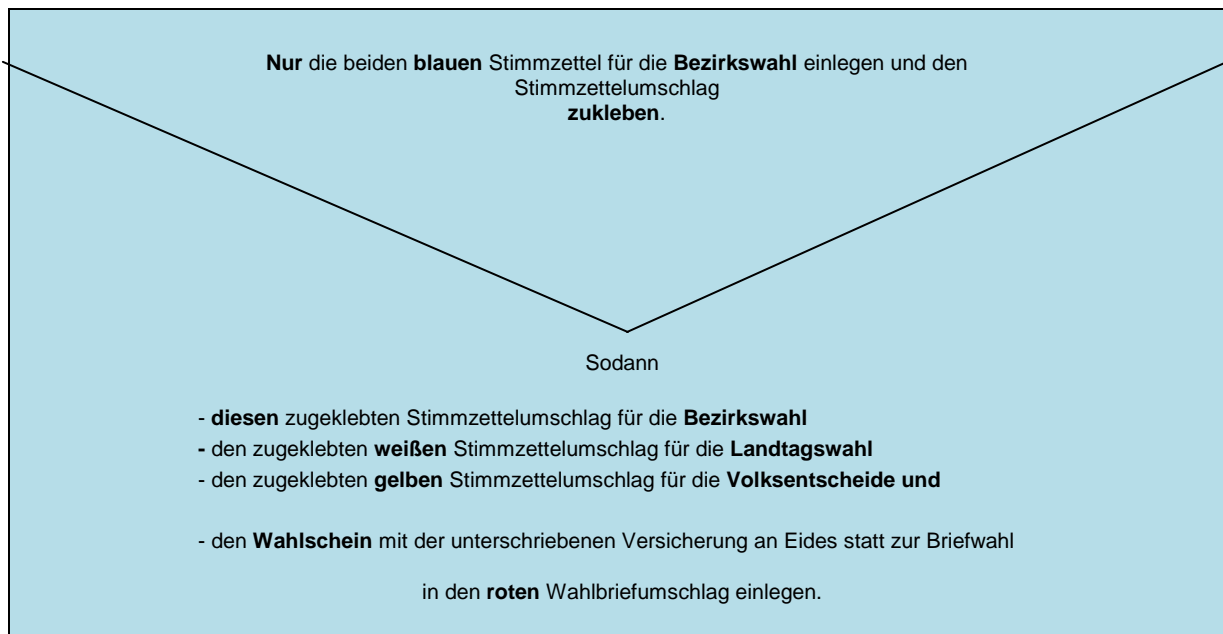 Nur die beiden blauen Stimmzettel für die Bezirkswahl einlegen und den
Stimmzettelumschlag
zukleben.
Sodann
- diesen zugeklebten Stimmzettelumschlag für die Bezirkswahl
- den zugeklebten weißen Stimmzettelumschlag für die Landtagswahl
- den zugeklebten gelben Stimmzettelumschlag für die Volksentscheide und
- den Wahlschein mit der unterschriebenen Versicherung an Eides statt zur Briefwahl
in den roten Wahlbriefumschlag einlegen.